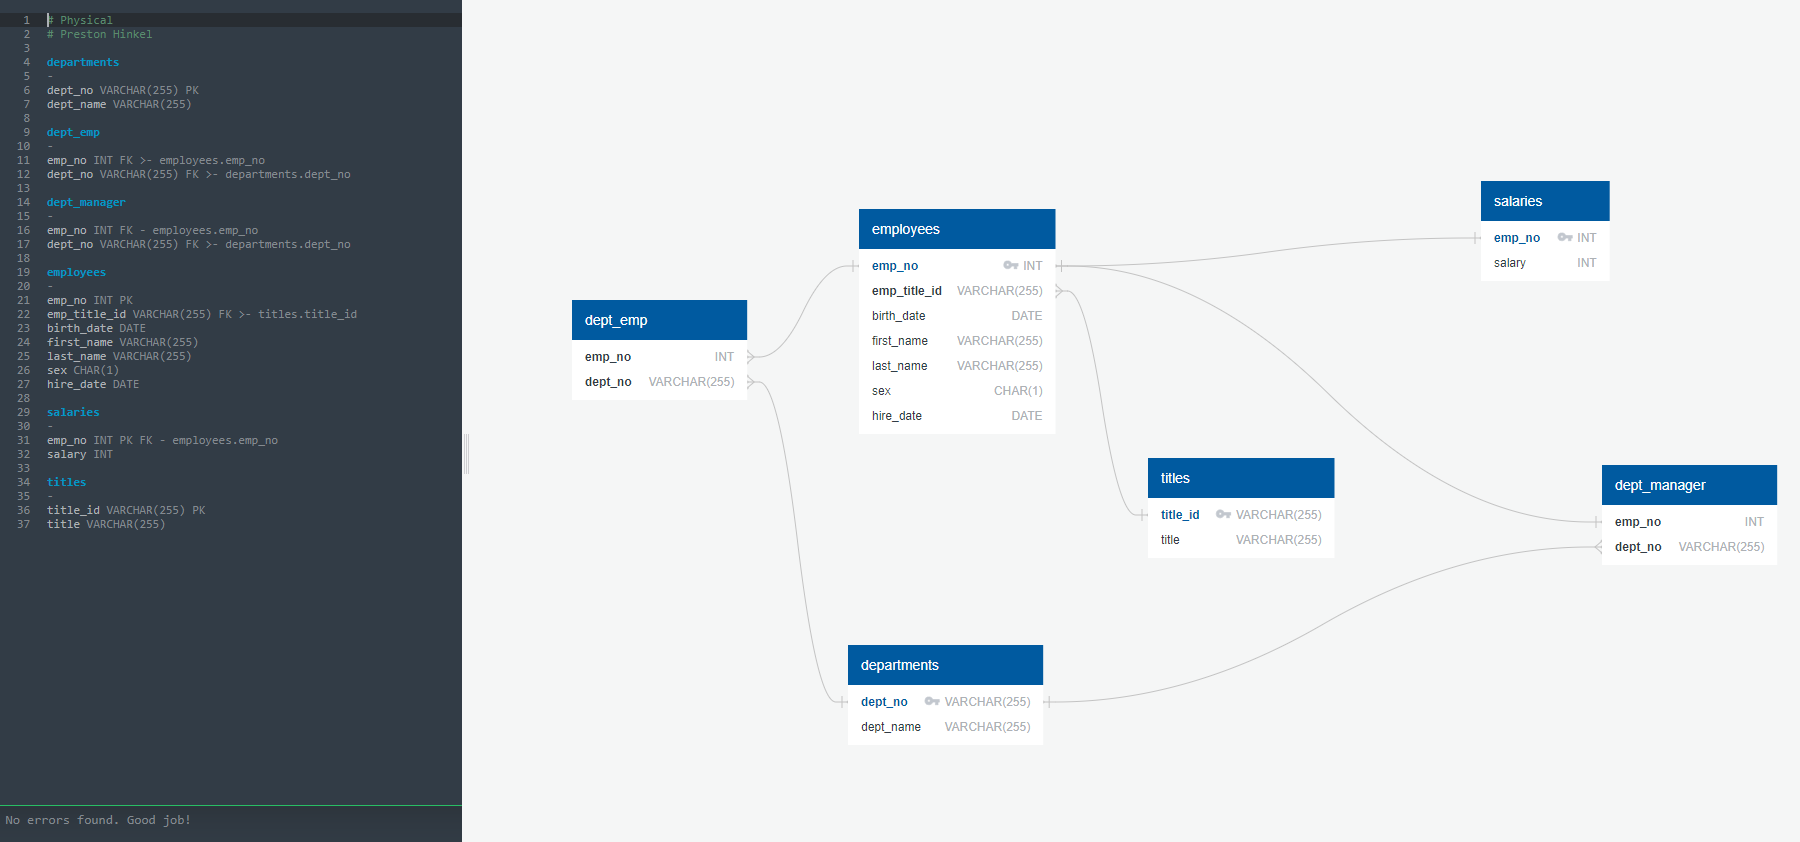 1 # Physical
2 # Preston Hinkel
3
4 departments
5 -
6 dept_no VARCHAR(255) PK
7 dept_name VARCHAR(255)
8
9 dept_emp
10 -
11 emp_no INT FK >- employees.emp_no
12 dept_no VARCHAR(255) FK >- departments.dept_no
13
14 dept_manager
15 -
16 emp_no INT FK - employees.emp_no
17 dept_no VARCHAR(255) FK >- departments.dept_no
18
19 employees
20 -
21 emp_no INT PK
22 emp_title_id VARCHAR(255) FK >- titles.title_id
23 birth_date DATE
24 first_name VARCHAR(255)
25 last_name VARCHAR(255)
26 sex CHAR(1)
27 hire_date DATE
28
29 salaries
30 -
31 emp_no INT PK FK - employees.emp_no
32 salary INT
33
34 titles
35 -
36 title_id VARCHAR(255) PK
37 title VARCHAR(255)
No errors found. Good job!
dept_emp
emp_no INT
dept_no VARCHAR(255)
employees
emp_no INT
emp_title_id VARCHAR(255)
birth_date DATE
first_name VARCHAR(255)
last_name VARCHAR(255)
sex CHAR(1)
hire_date DATE
salaries
emp_no INT
salary INT
titles
title_id VARCHAR(255)
title VARCHAR(255)
dept_manager
emp_no INT
dept_no VARCHAR(255)
departments
dept_no VARCHAR(255)
dept_name VARCHAR(255)